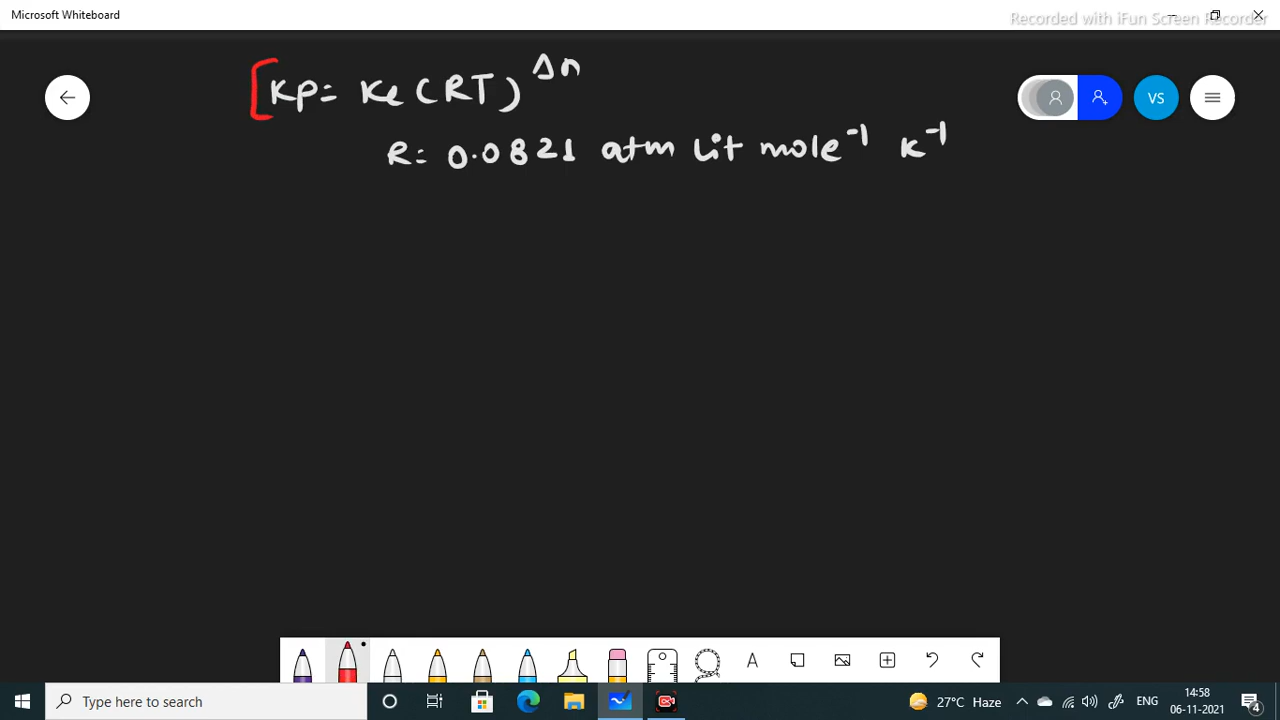 Microsoft Whiteboard
Recorded with iFun Screen Recorder
[KP= Kc (RT)^Δn
VS
R= 0.0821 atm Lit mole^-1 K^-1
A
Type here to search
27°C Haze
ENG
14:58
06-11-2021
4